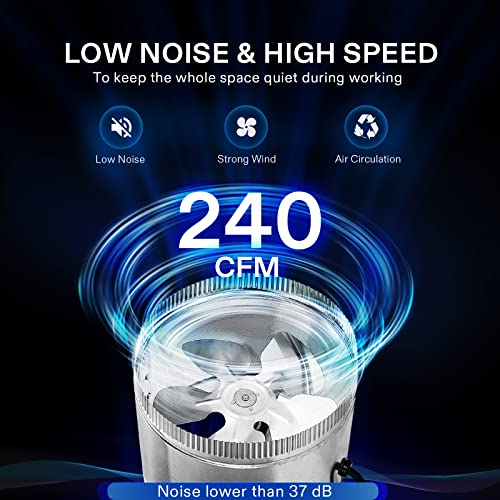 LOW NOISE & HIGH SPEED
To keep the whole space quiet during working
Low Noise
Strong Wind
Air Circulation
240
CFM
Noise lower than 37 dB